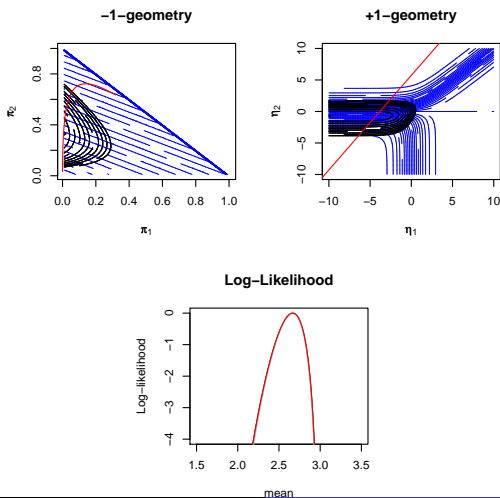 −1−geometry
+1−geometry
π2
0.0 0.4 0.8
0.0 0.2 0.4 0.6 0.8 1.0
π1
η2
−10 −5 0 5 10
−10 −5 0 5 10
η1
Log−Likelihood
Log−likelihood
−4 −3 −2 −1 0
1.5 2.0 2.5 3.0 3.5
mean